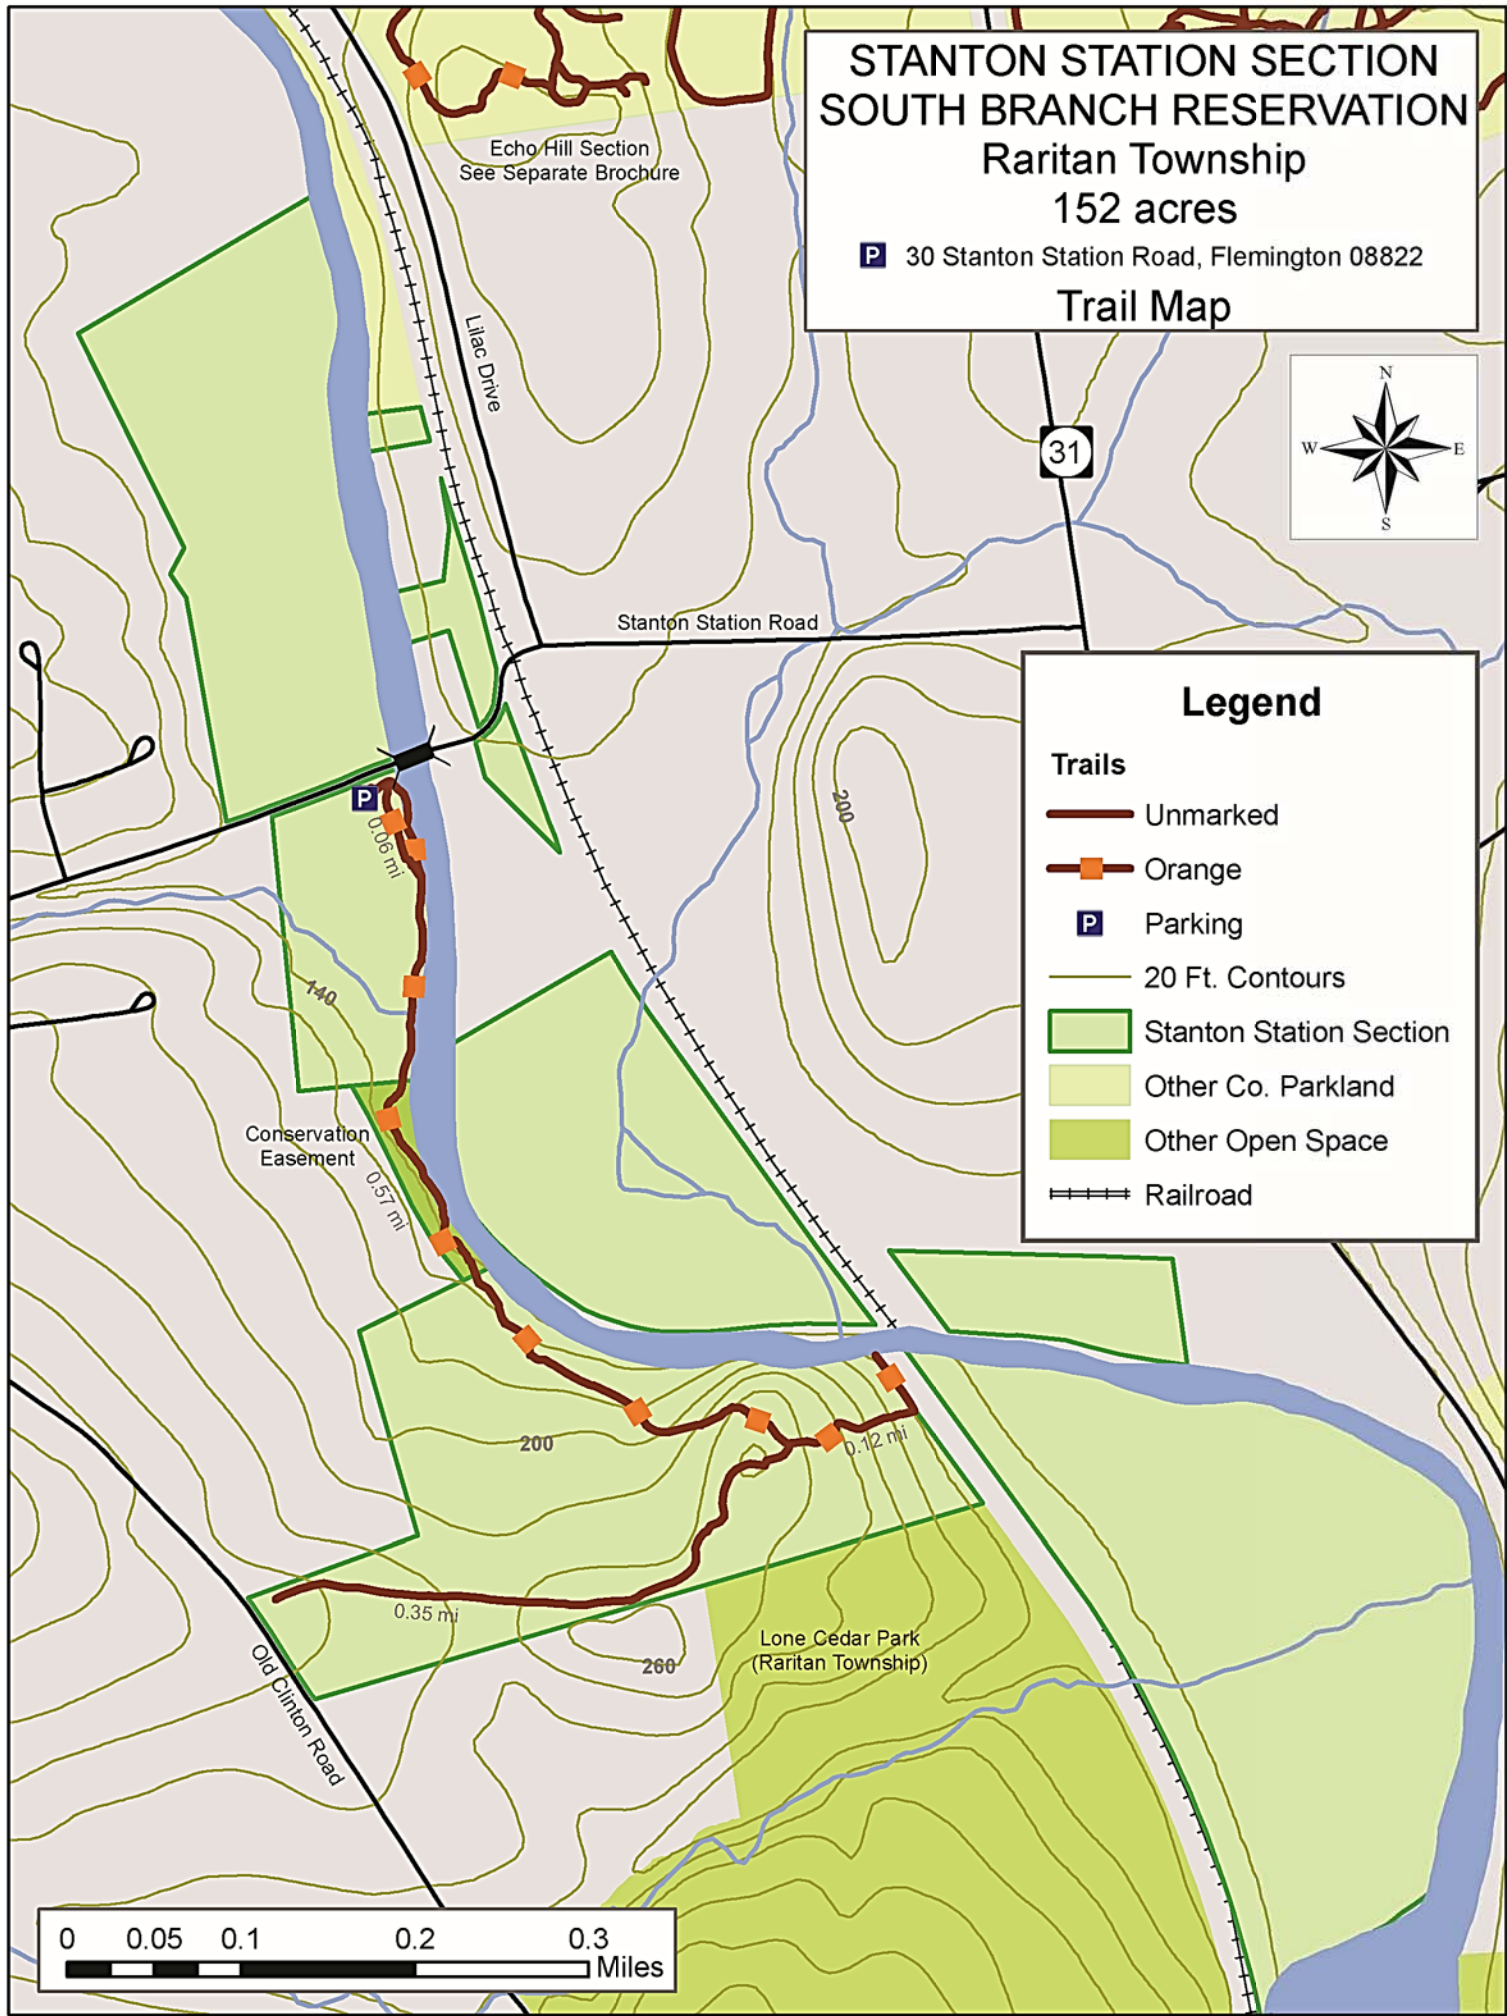 STANTON STATION SECTION
SOUTH BRANCH RESERVATION
Raritan Township
152 acres
P 30 Stanton Station Road, Flemington 08822
Trail Map
Echo Hill Section
See Separate Brochure
Lilac Drive
N
W E
S
31
Stanton Station Road
Legend
Trails
Unmarked
Orange
P Parking
20 Ft. Contours
Stanton Station Section
Other Co. Parkland
Other Open Space
Railroad
200
P
0.06 mi
140
Conservation
Easement
0.57 mi
200
0.12 mi
0.35 mi
Lone Cedar Park
(Raritan Township)
260
Old Clinton Road
0 0.05 0.1 0.2 0.3
Miles